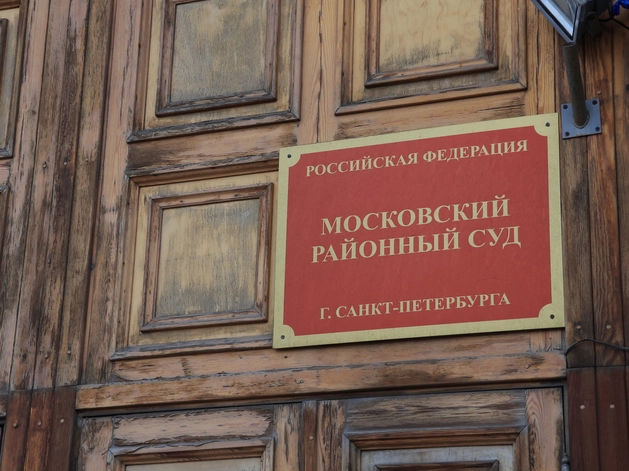 РОССИЙСКАЯ ФЕДЕРАЦИЯ
МОСКОВСКИЙ
РАЙОННЫЙ СУД
Г. САНКТ-ПЕТЕРБУРГА